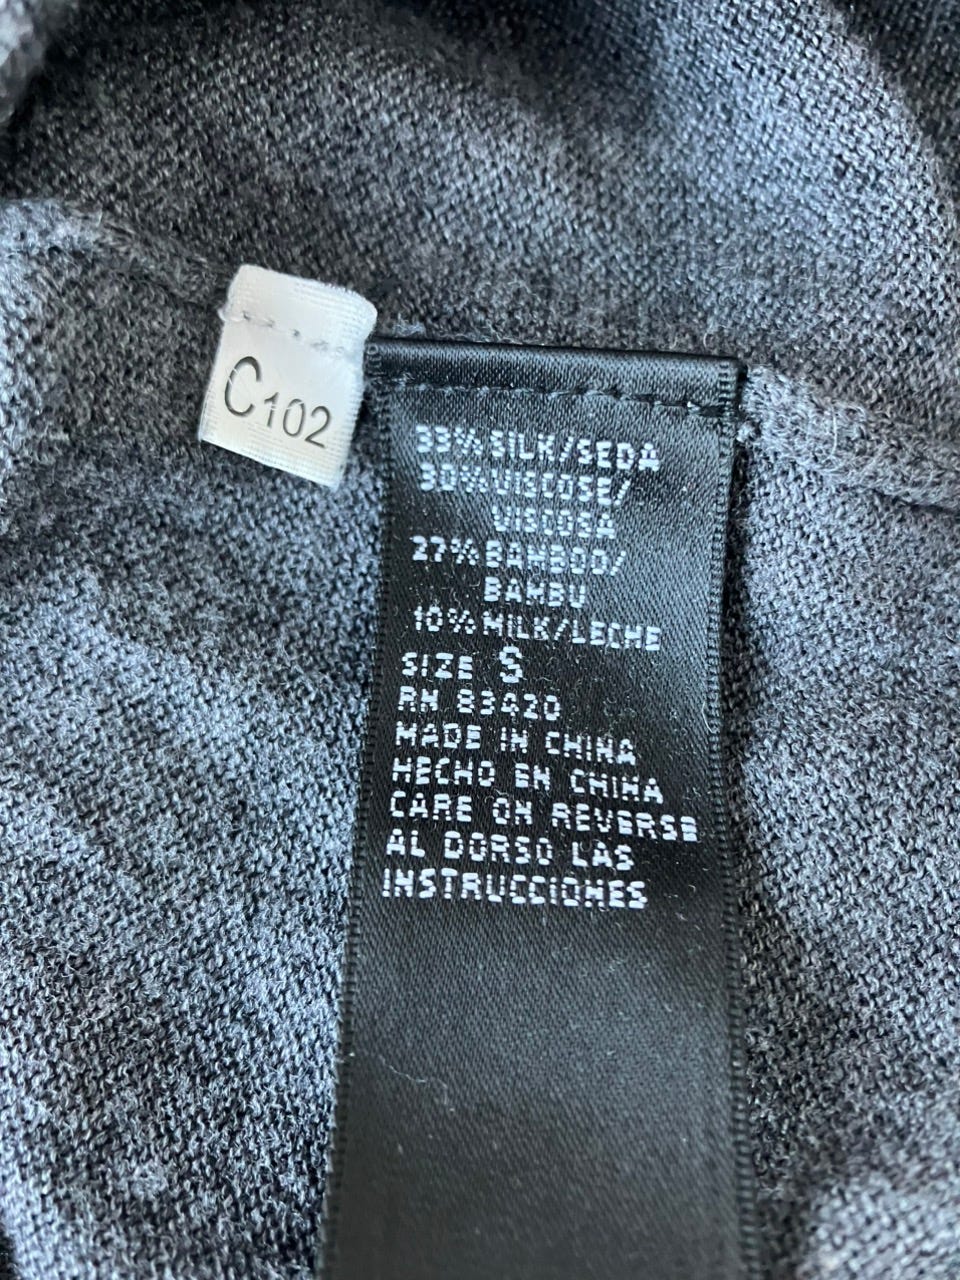 C102
33% SILK/SEDA
30% VISCOSE/
VISCOSA
27% BAMBOO/
BAMBU
10% MILK/LECHE
SIZE S
RN 83420
MADE IN CHINA
HECHO EN CHINA
CARE ON REVERSE
AL DORSO LAS
INSTRUCCIONES